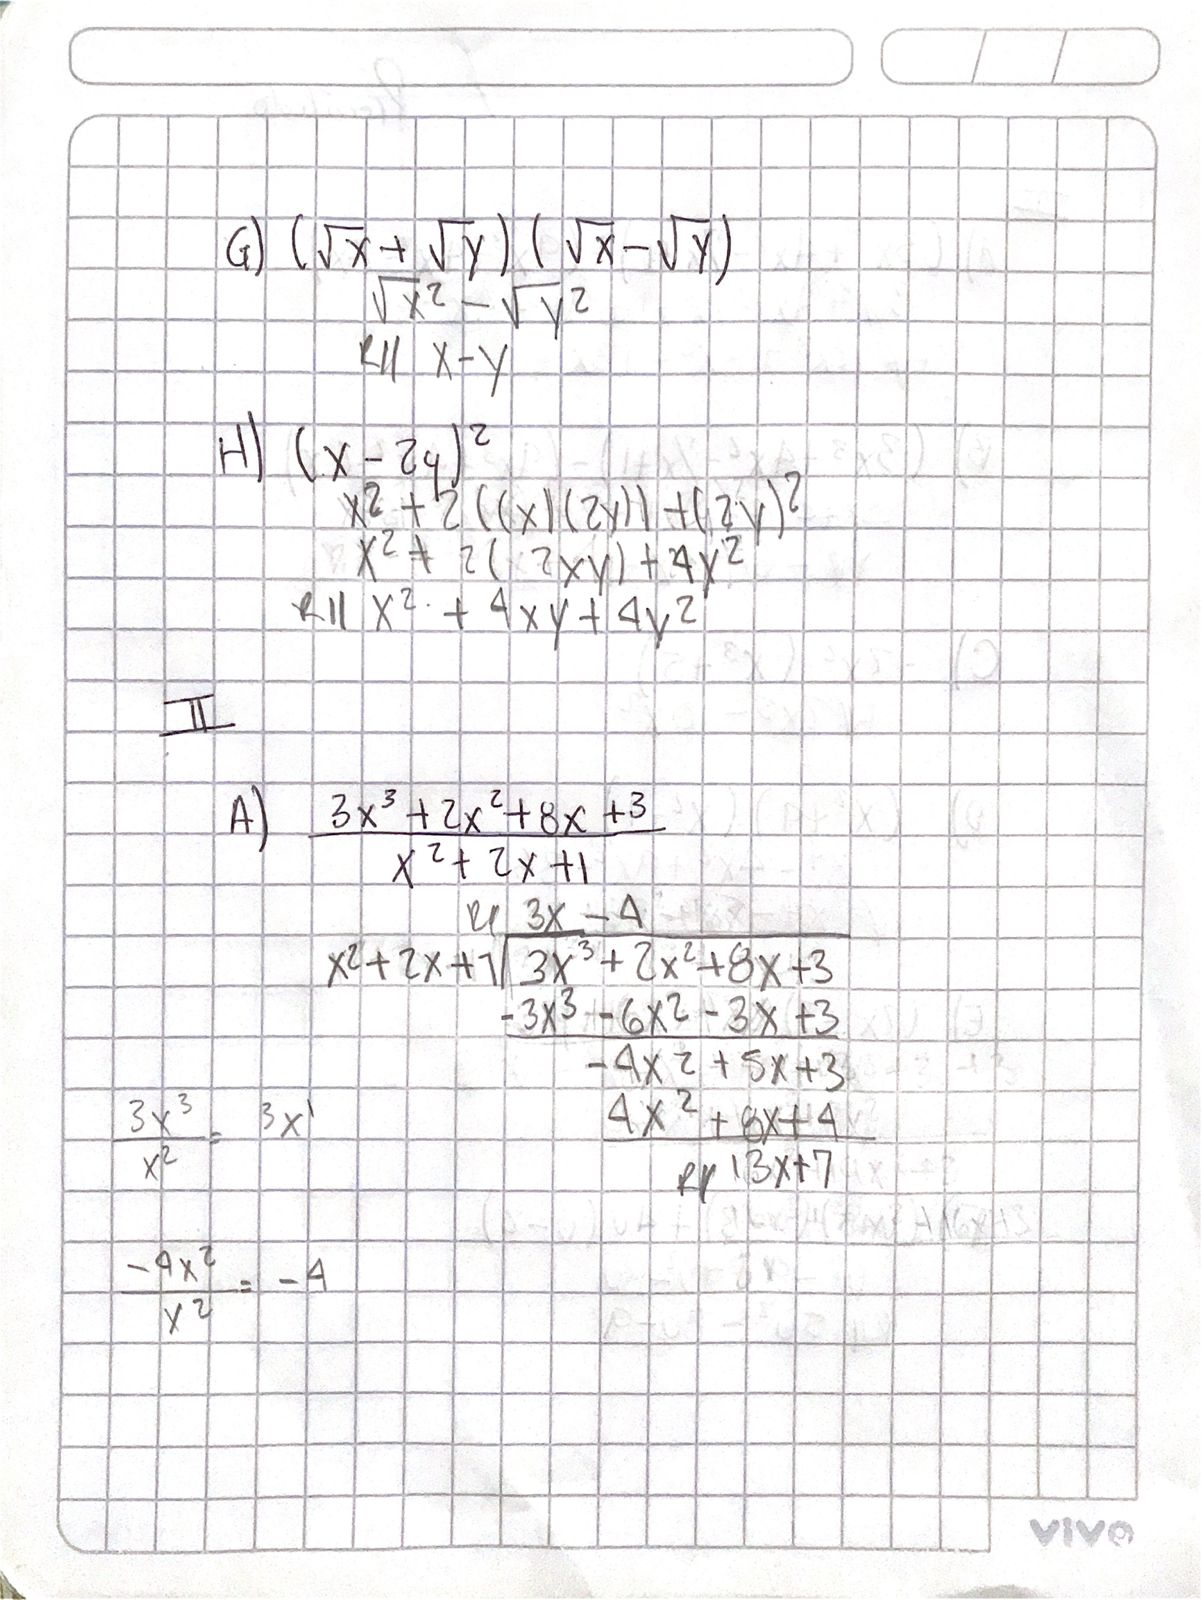 G) (√x + √y) (√x - √y)
√x² - √y²
R// x-y
H) (x - 2y)²
x² + 2((x)(2y)) + (2y)²
x² + 2(2xy) + 4y²
R// x² + 4xy + 4y²
II
A) 3x³ + 2x² + 8x + 3
x² + 2x + 1
R// 3x - 4
x² + 2x + 1 √3x³ + 2x² + 8x + 3
-3x³ - 6x² - 3x + 3
-4x² + 5x + 3
4x² + 8x + 4
R// 13x + 7
3x³ / x² = 3x¹
-4x² / x² = -4
vivo